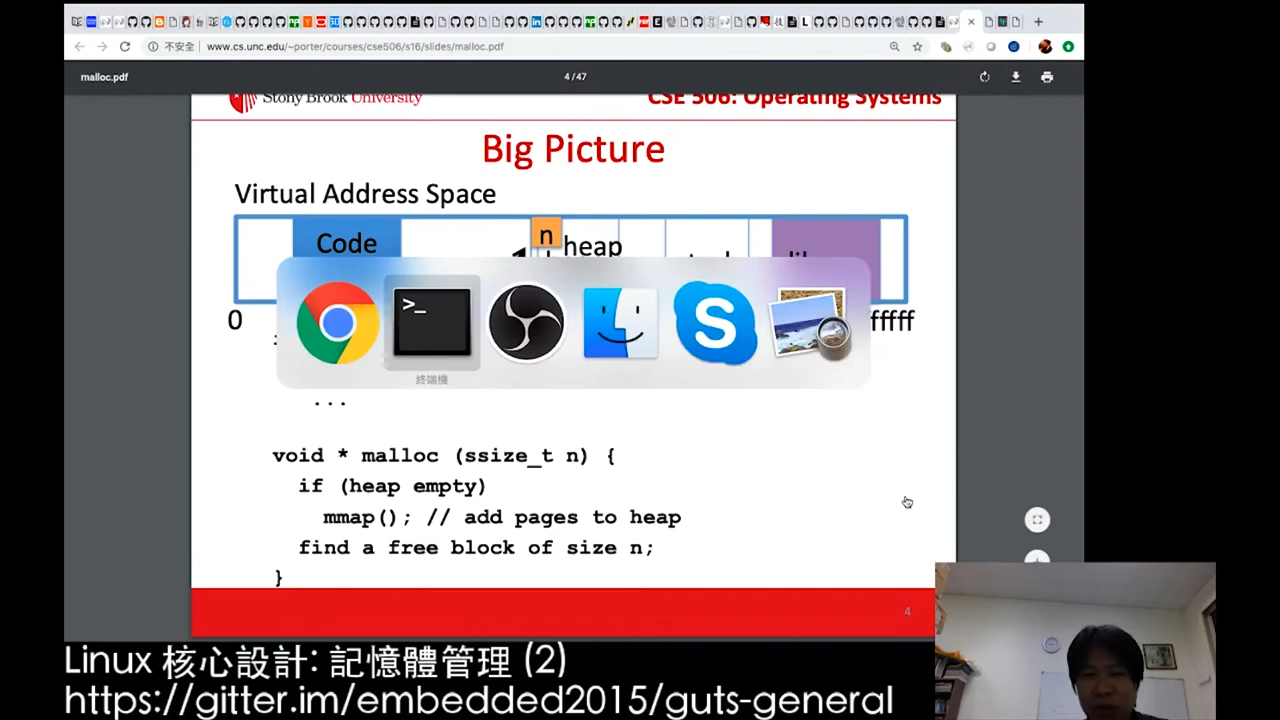 不安全 www.cs.unc.edu/~porter/courses/cse506/s16/slides/malloc.pdf
malloc.pdf
4 / 47
Stony Brook University
CSE 506: Operating Systems
Big Picture
Virtual Address Space
Code
n
heap
0
fffff
終端機
...
void * malloc (ssize_t n) {
if (heap empty)
mmap(); // add pages to heap
find a free block of size n;
}
4
Linux 核心設計: 記憶體管理 (2)
https://gitter.im/embedded2015/guts-general